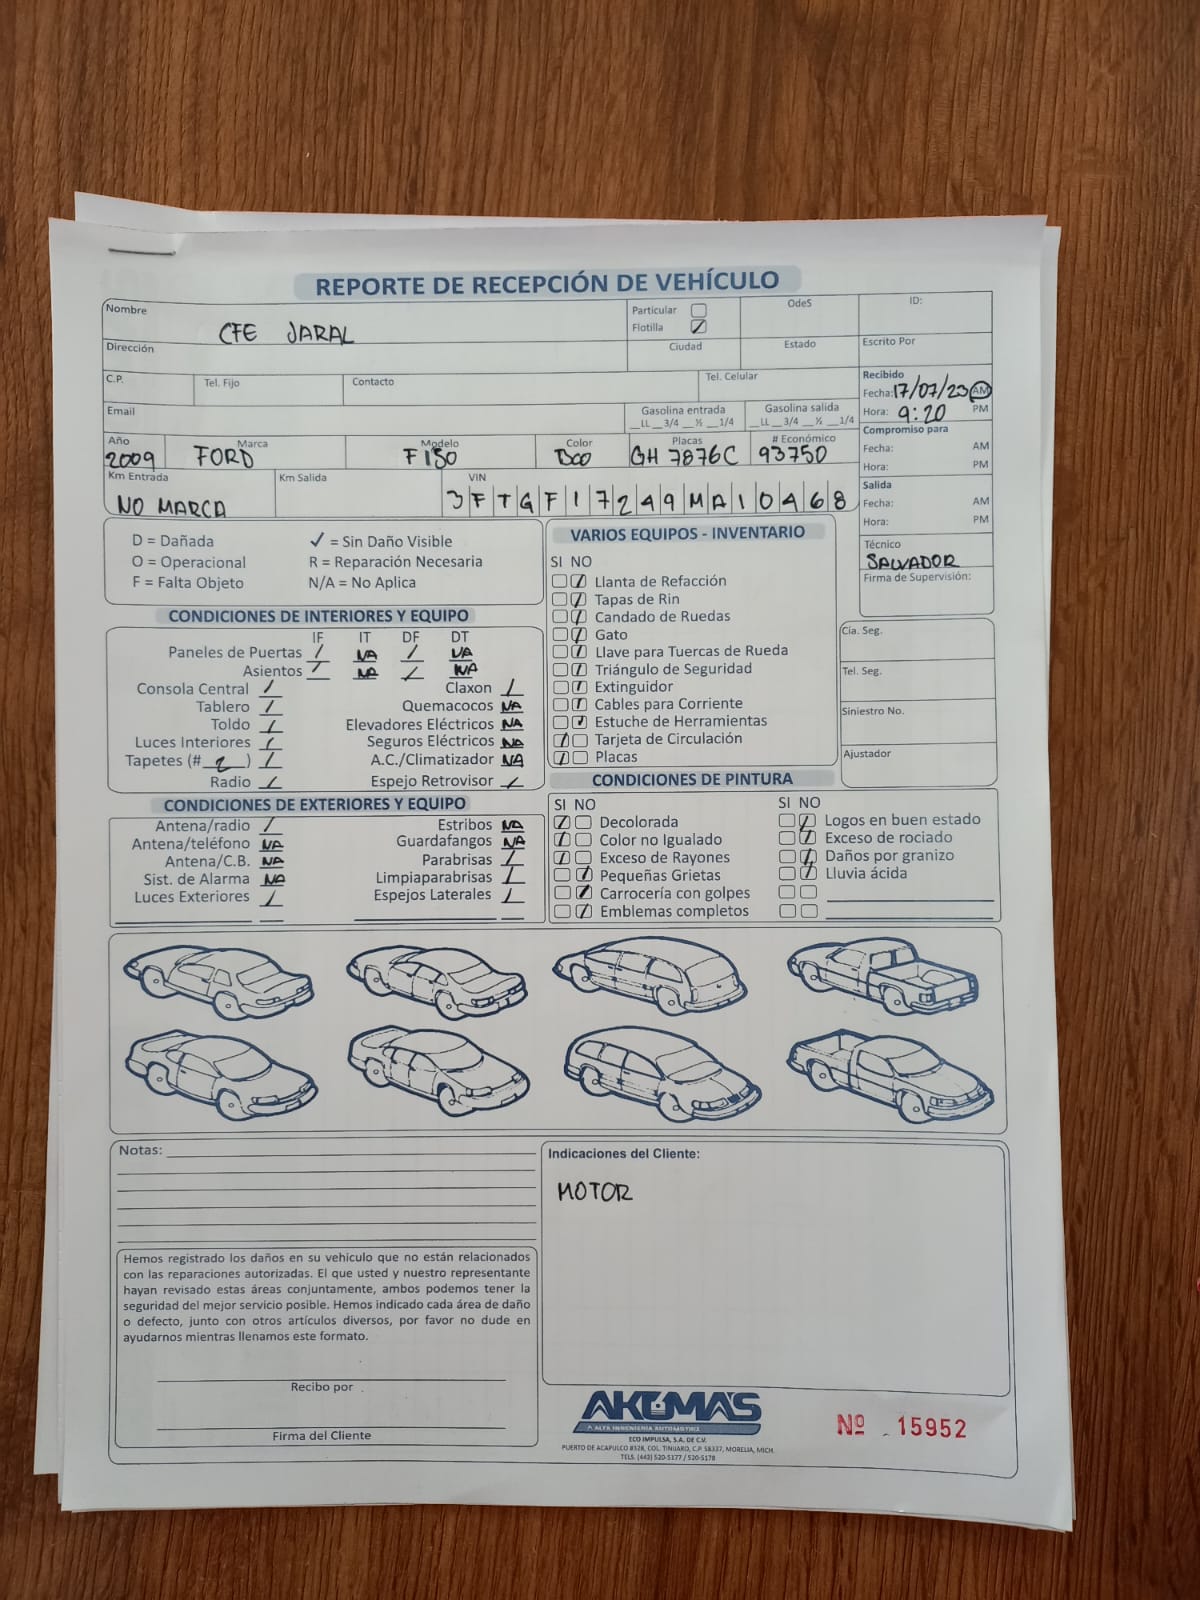 REPORTE DE RECEPCIÓN DE VEHÍCULO
Nombre
CFE JARAL
Particular
Flotilla
OdeS
ID:
Dirección
Ciudad
Estado
Escrito Por
C.P.
Tel. Fijo
Contacto
Tel. Celular
Recibido
Fecha: 17/07/23 AM
Hora: 9:20 PM
Email
Gasolina entrada
__LL __3/4 __½ __1/4
Gasolina salida
__LL __3/4 __½ __1/4
Compromiso para
Fecha: AM
Hora: PM
Año
2009
Marca
FORD
Modelo
F150
Color
BCO
Placas
GH 7876C
# Económico
93750
Km Entrada
NO MARCA
Km Salida
VIN
3FTGF17249MA10468
Salida
Fecha: AM
Hora: PM
Técnico
SALVADOR
Firma de Supervisión:
D = Dañada
✓ = Sin Daño Visible
O = Operacional
R = Reparación Necesaria
F = Falta Objeto
N/A = No Aplica
CONDICIONES DE INTERIORES Y EQUIPO
IF IT DF DT
Paneles de Puertas / NA / NA
Asientos / NA / NA
Consola Central /
Claxon /
Tablero /
Quemacocos NA
Toldo /
Elevadores Eléctricos NA
Luces Interiores /
Seguros Eléctricos NA
Tapetes (# 2 ) /
A.C./Climatizador NA
Radio /
Espejo Retrovisor /
CONDICIONES DE EXTERIORES Y EQUIPO
Antena/radio /
Estribos NA
Antena/teléfono NA
Guardafangos NA
Antena/C.B. NA
Parabrisas /
Sist. de Alarma NA
Limpiaparabrisas /
Luces Exteriores /
Espejos Laterales /
VARIOS EQUIPOS - INVENTARIO
SI NO
Llanta de Refacción
Tapas de Rin
Candado de Ruedas
Gato
Llave para Tuercas de Rueda
Triángulo de Seguridad
Extinguidor
Cables para Corriente
Estuche de Herramientas
Tarjeta de Circulación
Placas
Cía. Seg.
Tel. Seg.
Siniestro No.
Ajustador
CONDICIONES DE PINTURA
SI NO
Decolorada
Color no Igualado
Exceso de Rayones
Pequeñas Grietas
Carrocería con golpes
Emblemas completos
SI NO
Logos en buen estado
Exceso de rociado
Daños por granizo
Lluvia ácida
Notas:
Indicaciones del Cliente:
MOTOR
Hemos registrado los daños en su vehiculo que no están relacionados
con las reparaciones autorizadas. El que usted y nuestro representante
hayan revisado estas áreas conjuntamente, ambos podemos tener la
seguridad del mejor servicio posible. Hemos indicado cada área de daño
o defecto, junto con otros artículos diversos, por favor no dude en
ayudarnos mientras llenamos este formato.
Recibo por
Firma del Cliente
AKOMA'S
ALTA INGENIERÍA AUTOMOTRIZ
ECO IMPULSA, S.A. DE C.V.
PUERTO DE ACAPULCO #328, COL. TINIJARO, C.P. 58337, MORELIA, MICH.
TELS. (443) 520-5177 / 520-5178
Nº 15952